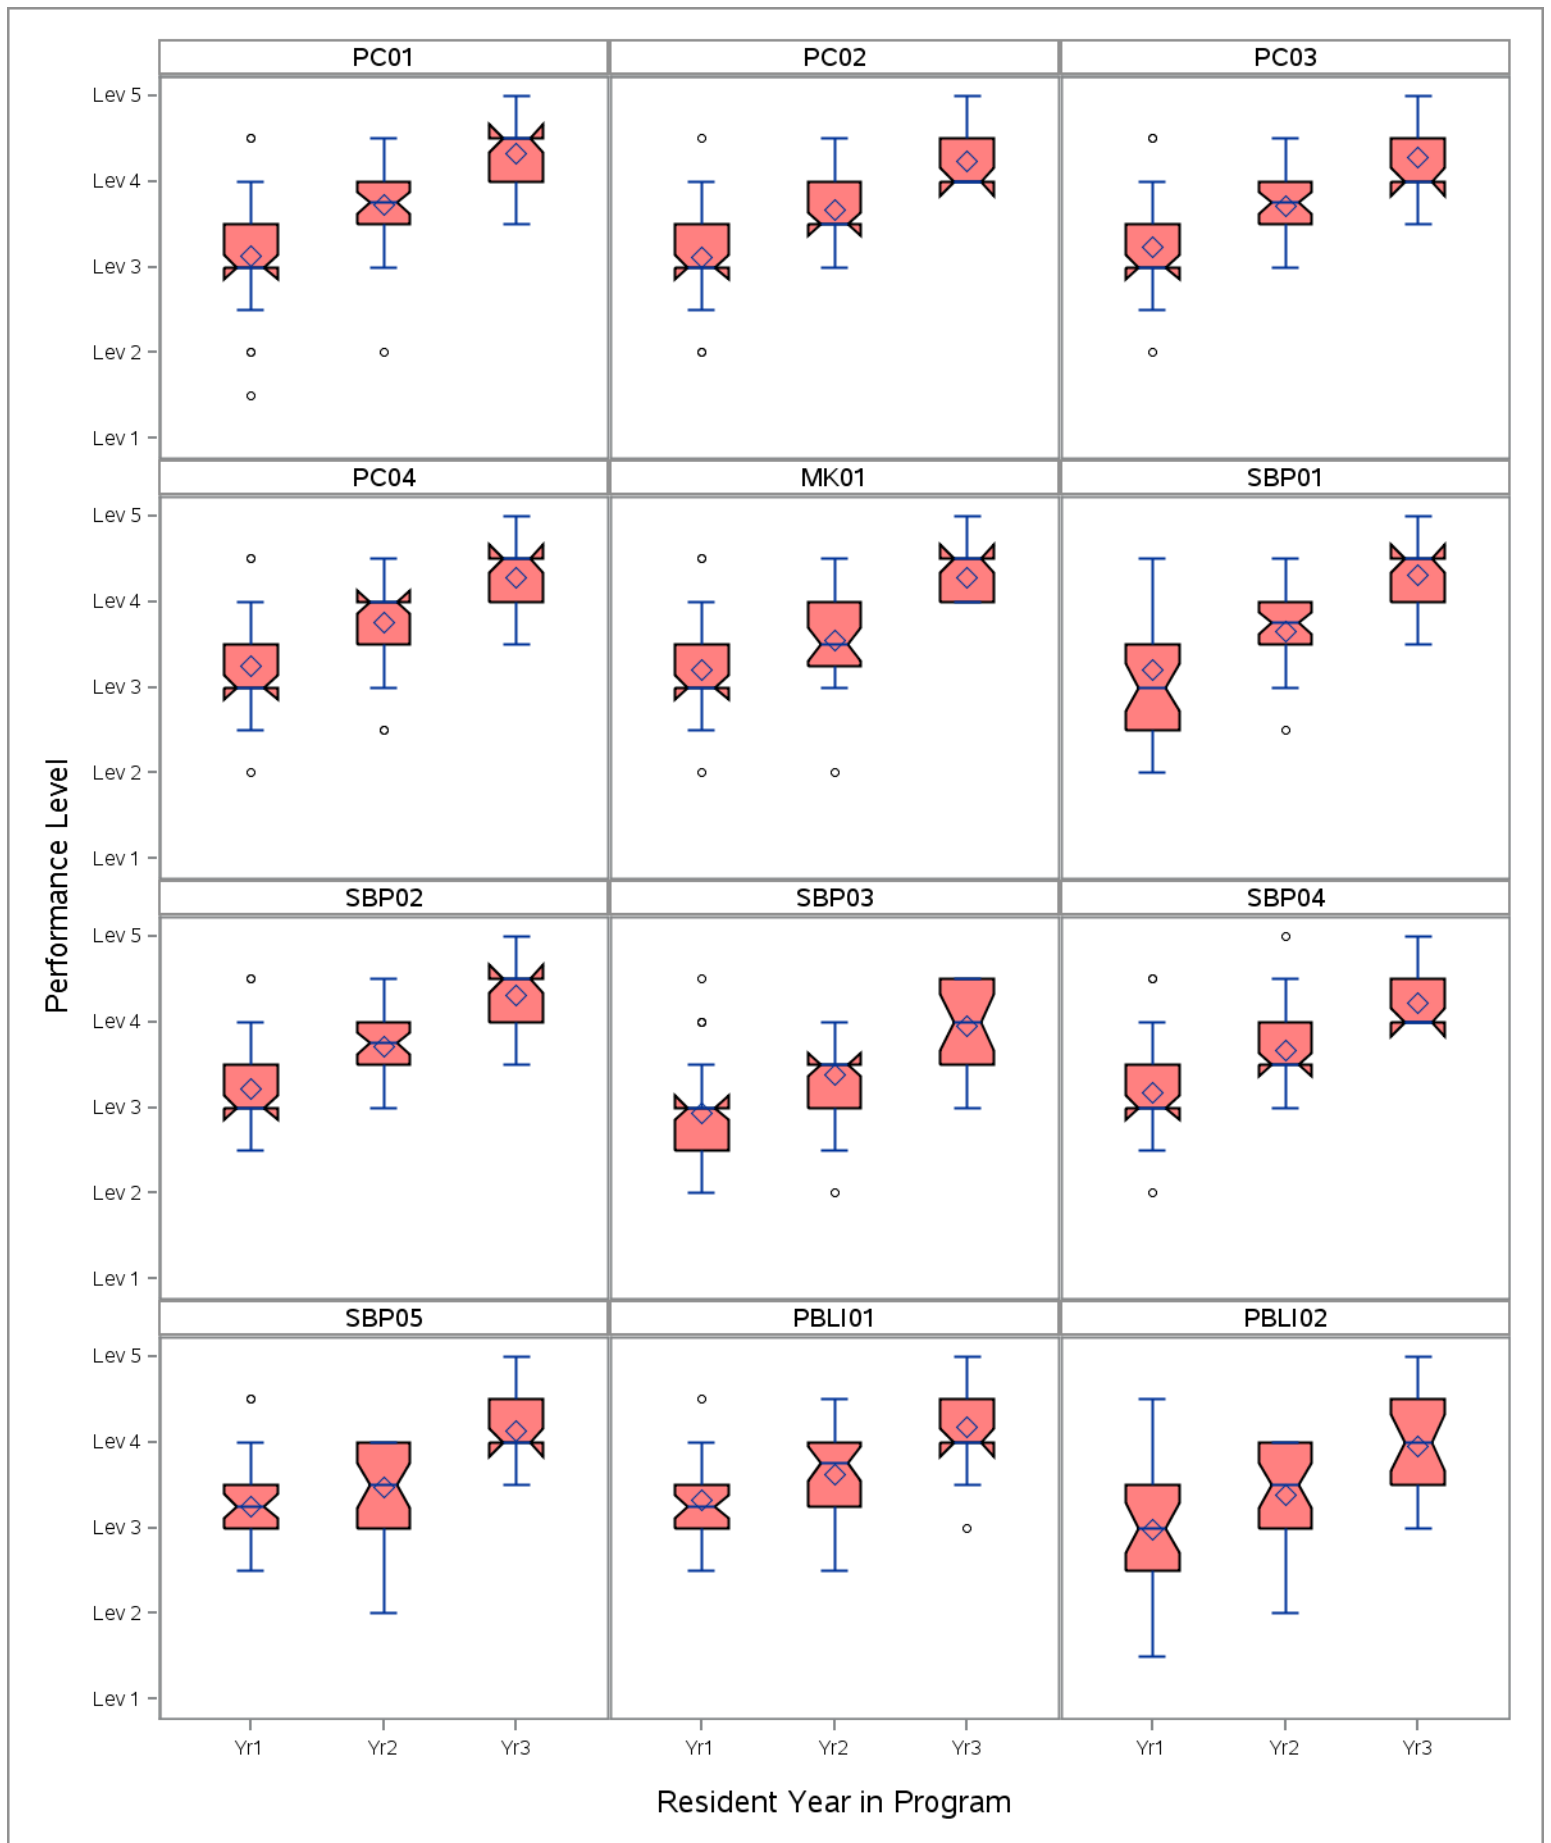 PC01 PC02 PC03
Lev 5
Lev 4
Lev 3
Lev 2
Lev 1
PC04 MK01 SBP01
Lev 5
Lev 4
Lev 3
Lev 2
Lev 1
Performance Level
SBP02 SBP03 SBP04
Lev 5
Lev 4
Lev 3
Lev 2
Lev 1
SBP05 PBLI01 PBLI02
Lev 5
Lev 4
Lev 3
Lev 2
Lev 1
Yr1 Yr2 Yr3 Yr1 Yr2 Yr3 Yr1 Yr2 Yr3
Resident Year in Program